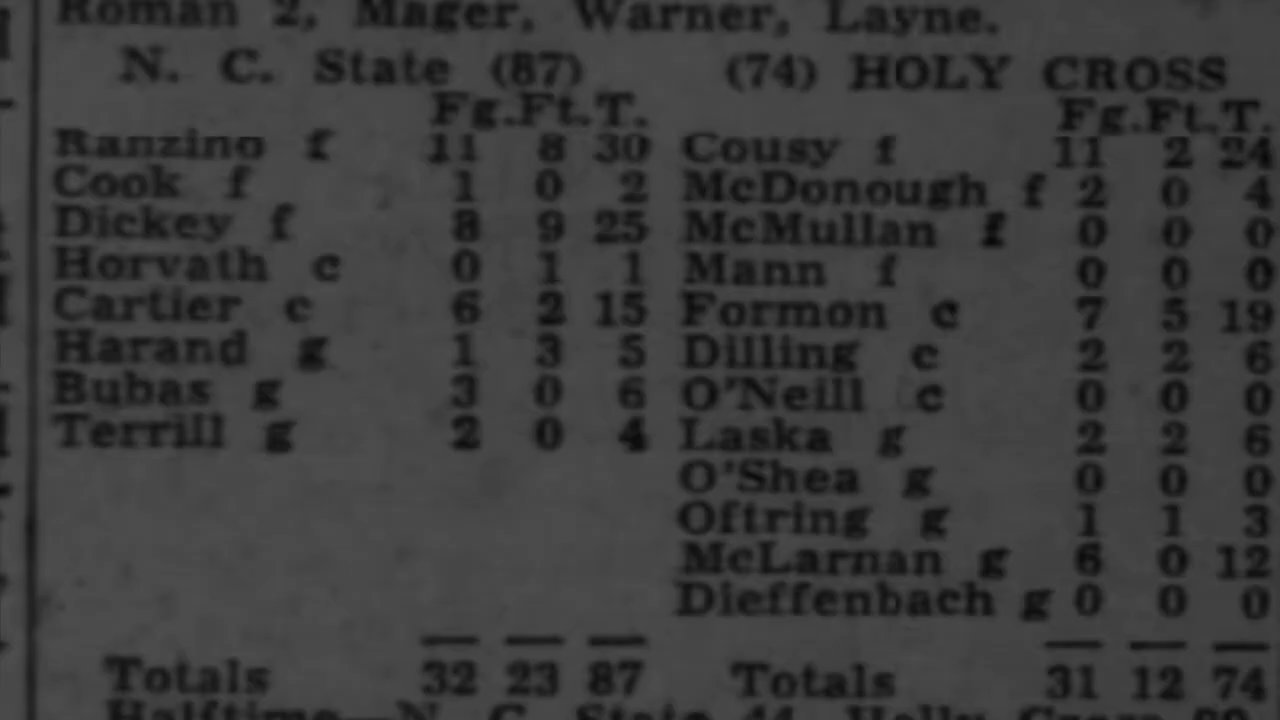 Roman 2, Mager, Warner, Layne.
N. C. State (87) (74) HOLY CROSS
Fg.Ft.T. Fg.Ft.T.
Ranzino f 11 8 30 Cousy f 11 2 24
Cook f 1 0 2 McDonough f 2 0 4
Dickey f 8 9 25 McMullan f 0 0 0
Horvath c 0 1 1 Mann f 0 0 0
Cartier c 6 2 15 Formon c 7 5 19
Harand g 1 3 5 Dilling c 2 2 6
Bubas g 3 0 6 O'Neill c 0 0 0
Terrill g 2 0 4 Laska g 2 2 6
O'Shea g 0 0 0
Oftring g 1 1 3
McLarnan g 6 0 12
Dieffenbach g 0 0 0
Totals 32 23 87 Totals 31 12 74
Halftime—N. C. State 44, Holly Cross